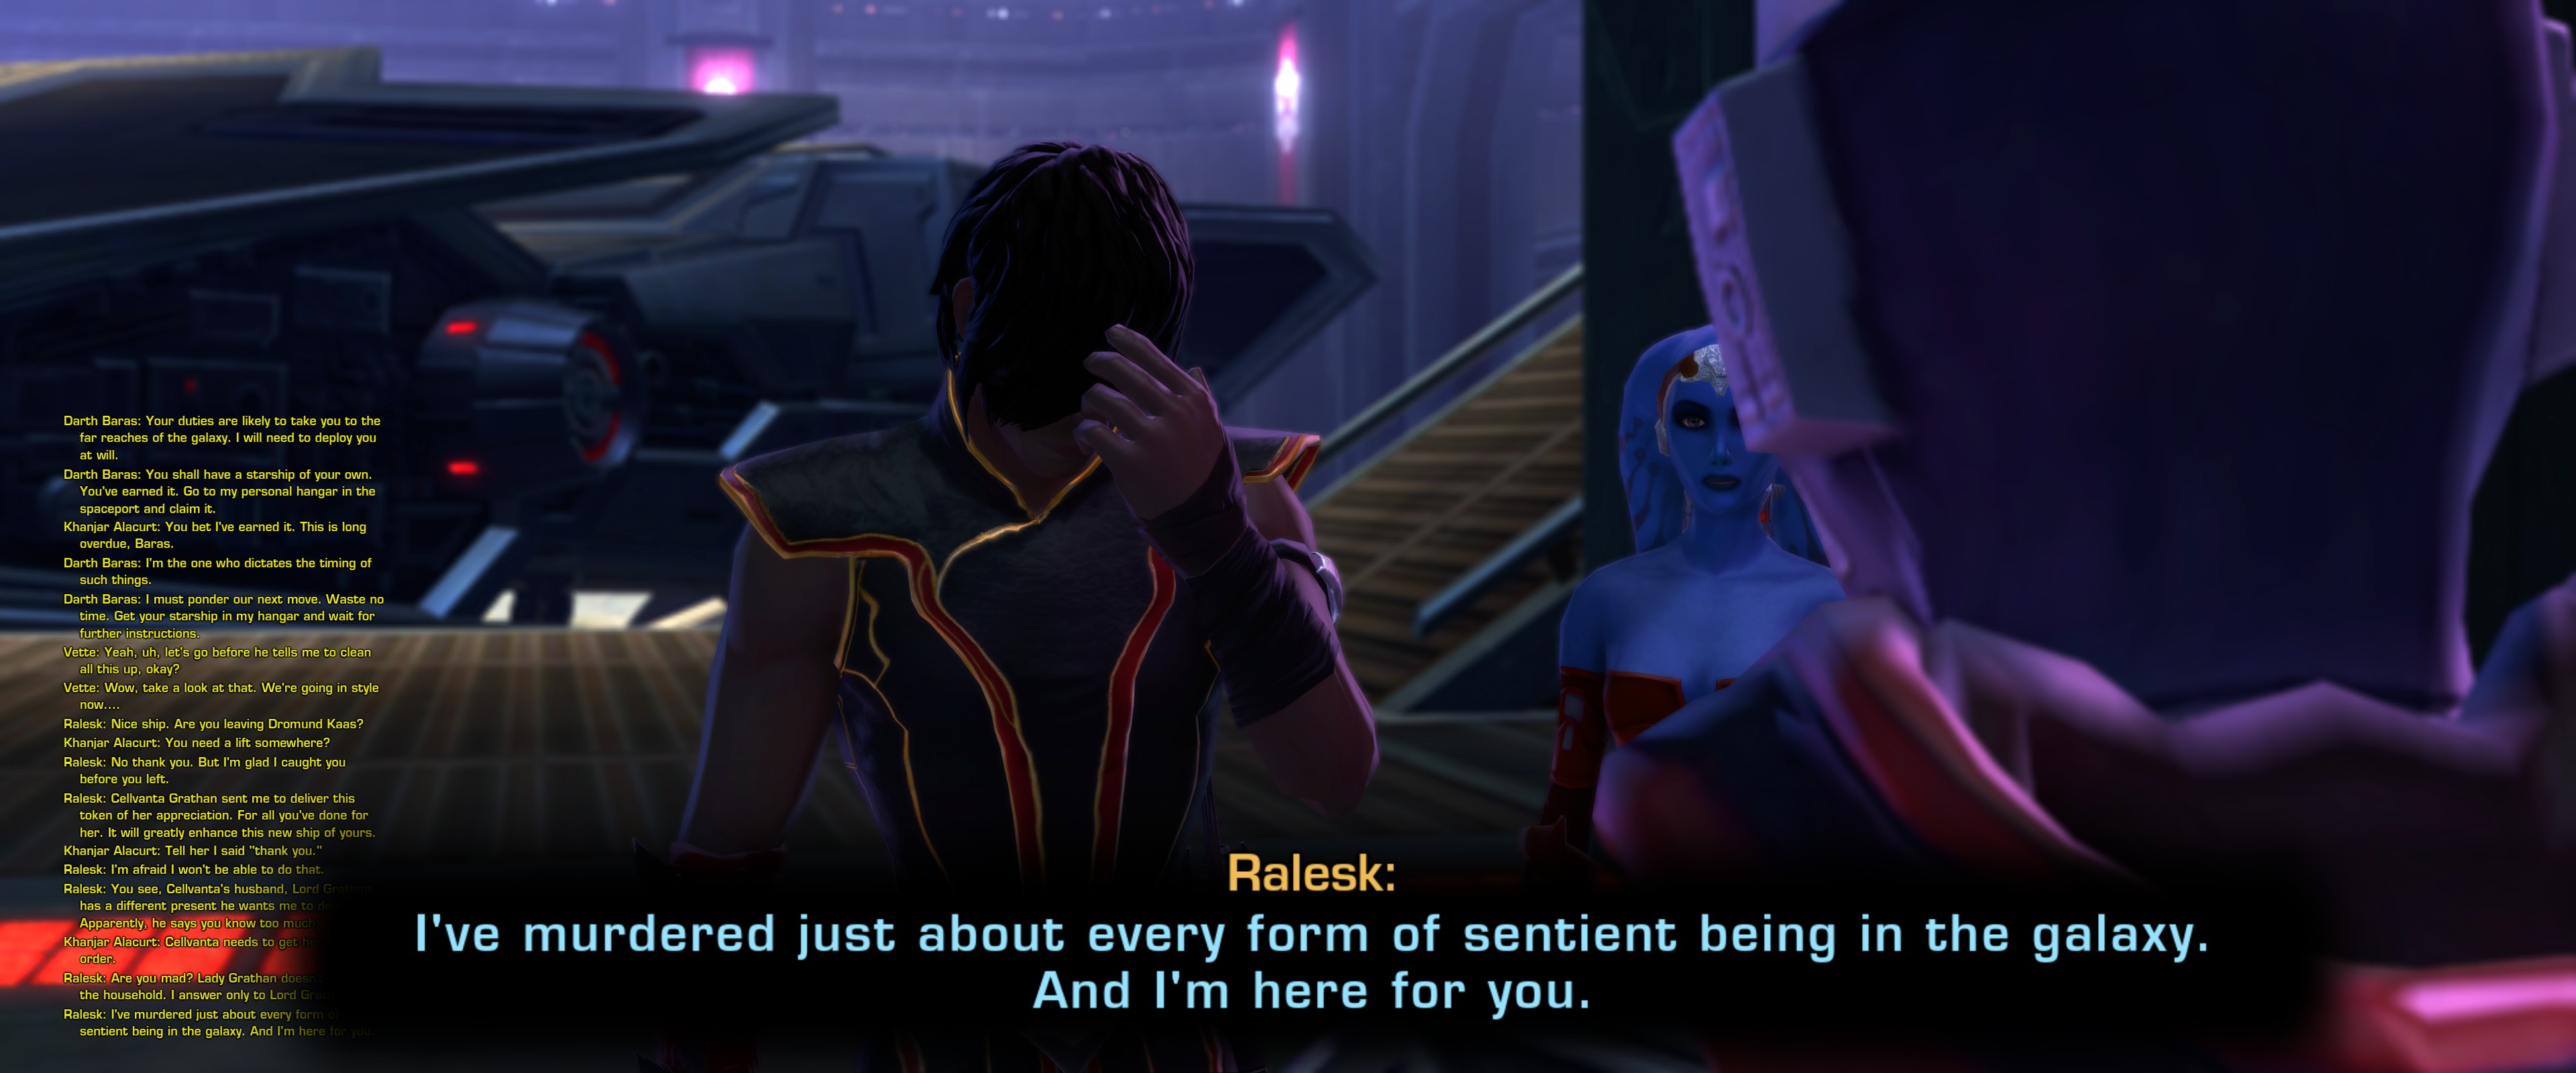 Darth Baras: Your duties are likely to take you to the
far reaches of the galaxy. I will need to deploy you
at will.
Darth Baras: You shall have a starship of your own.
You've earned it. Go to my personal hangar in the
spaceport and claim it.
Khanjar Alacurt: You bet I've earned it. This is long
overdue, Baras.
Darth Baras: I'm the one who dictates the timing of
such things.
Darth Baras: I must ponder our next move. Waste no
time. Get your starship in my hangar and wait for
further instructions.
Vette: Yeah, uh, let's go before he tells me to clean
all this up, okay?
Vette: Wow, take a look at that. We're going in style
now....
Ralesk: Nice ship. Are you leaving Dromund Kaas?
Khanjar Alacurt: You need a lift somewhere?
Ralesk: No thank you. But I'm glad I caught you
before you left.
Ralesk: Cellvanta Grathan sent me to deliver this
token of her appreciation. For all you've done for
her. It will greatly enhance this new ship of yours.
Khanjar Alacurt: Tell her I said "thank you."
Ralesk: I'm afraid I won't be able to do that.
Ralesk: You see, Cellvanta's husband, Lord Grathan,
has a different present he wants me to
Apparently, he says you know too much
Khanjar Alacurt: Cellvanta needs to get
order.
Ralesk: Are you mad? Lady Grathan
the household. I answer only to Lord
Ralesk: I've murdered just about every form of
sentient being in the galaxy. And I'm here for you.
Ralesk:
I've murdered just about every form of sentient being in the galaxy.
And I'm here for you.